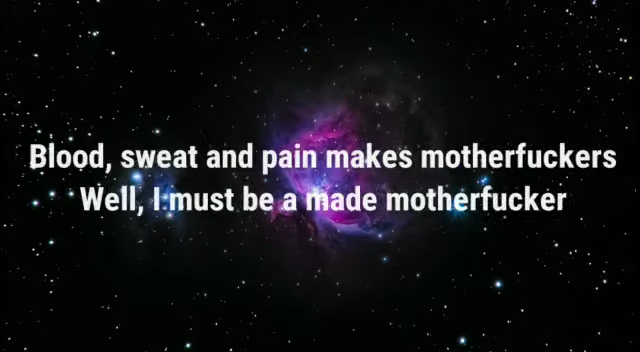 Blood, sweat and pain makes motherfuckers
Well, I must be a made motherfucker